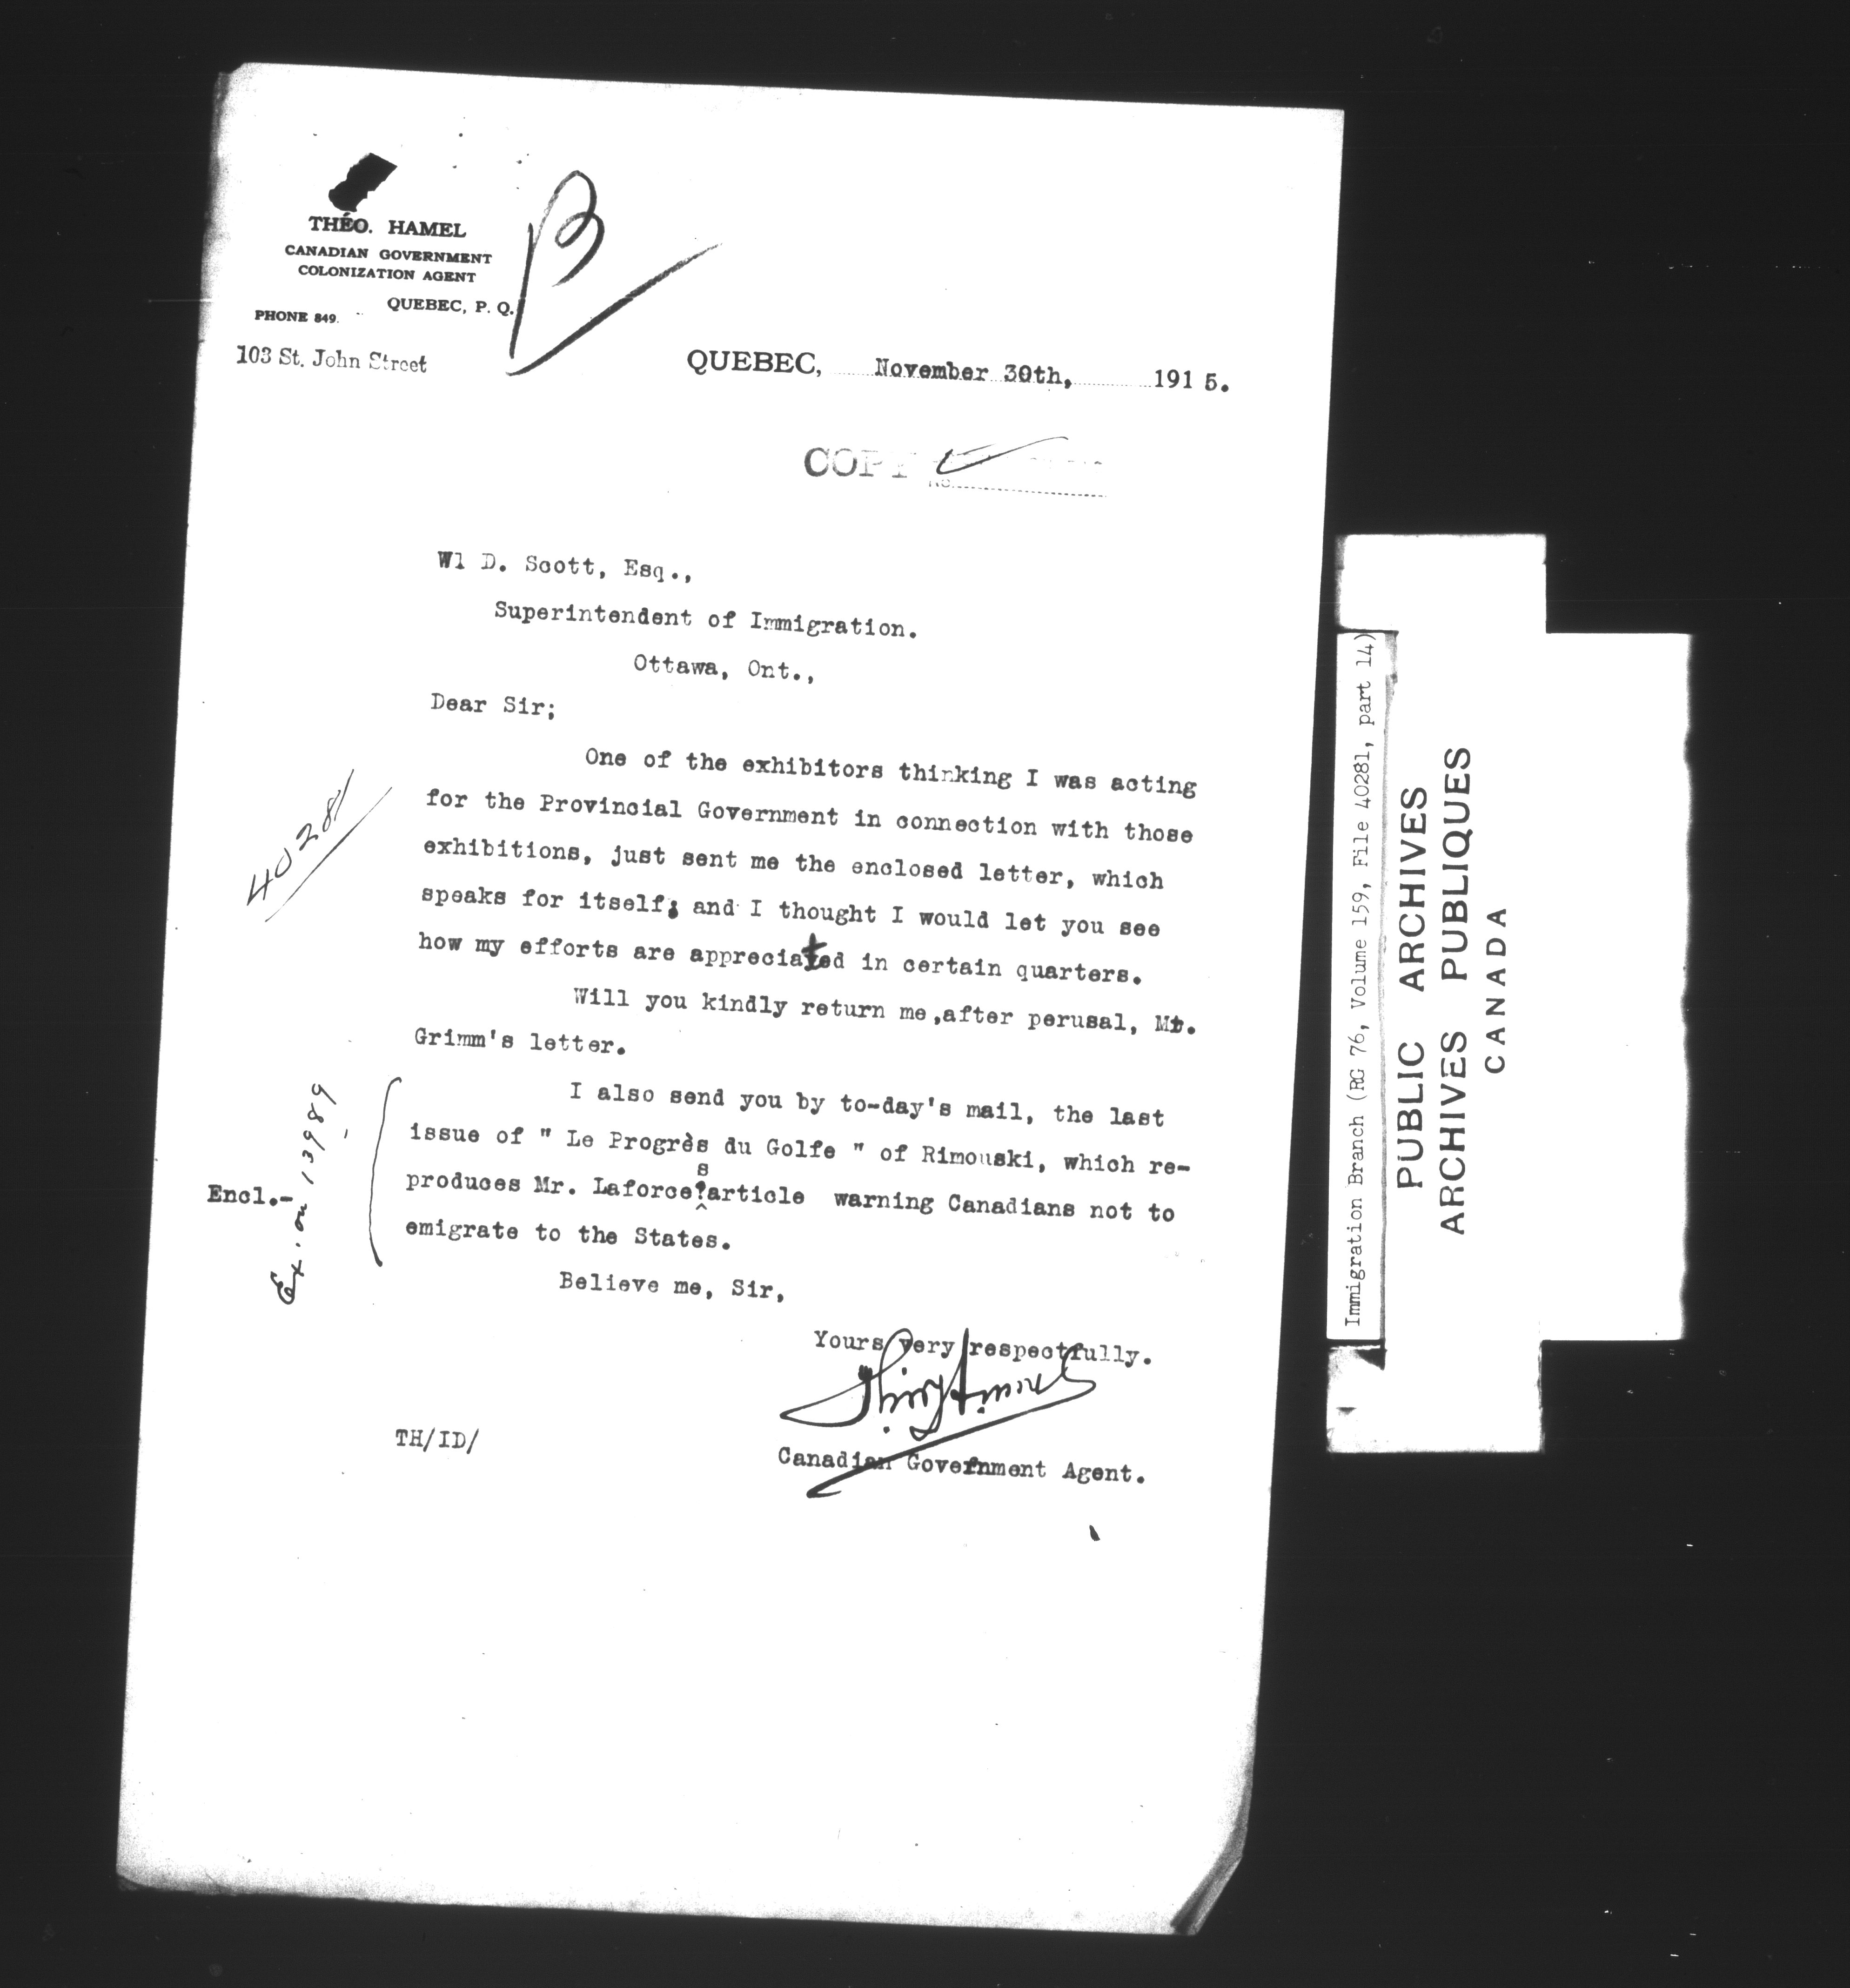 THÉO. HAMEL
CANADIAN GOVERNMENT
COLONIZATION AGENT
QUEBEC, P. Q.
PHONE 849.
103 St. John Street
B
QUEBEC, November 30th, 1915.
COPY
No.
Wl D. Scott, Esq.,
Superintendent of Immigration.
Ottawa, Ont.,
Dear Sir;
One of the exhibitors thinking I was acting
for the Provincial Government in connection with those
exhibitions, just sent me the enclosed letter, which
speaks for itself; and I thought I would let you see
how my efforts are appreciated in certain quarters.
40281
Will you kindly return me,after perusal, Mr.
Grimm's letter.
I also send you by to-day's mail, the last
issue of " Le Progrès du Golfe " of Rimouski, which re-
produces Mr. Laforce's article warning Canadians not to
emigrate to the States.
Encl.-
Ex. on 13989
Believe me, Sir,
Yours very respectfully.
Canadian Government Agent.
TH/ID/
Immigration Branch (RG 76, Volume 159, File 40281, part 14)
PUBLIC ARCHIVES
ARCHIVES PUBLIQUES
CANADA